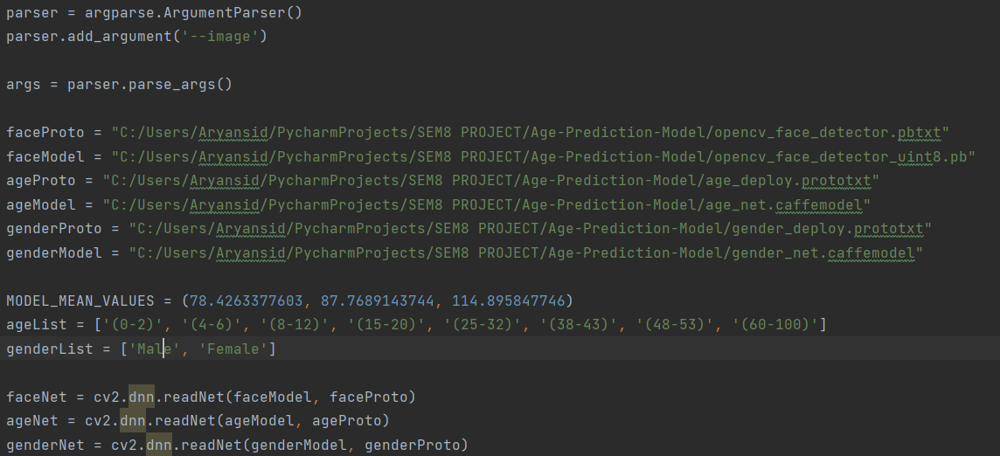 parser = argparse.ArgumentParser()
parser.add_argument('--image')
args = parser.parse_args()
faceProto = "C:/Users/Aryansid/PycharmProjects/SEM8 PROJECT/Age-Prediction-Model/opencv_face_detector.pbtxt"
faceModel = "C:/Users/Aryansid/PycharmProjects/SEM8 PROJECT/Age-Prediction-Model/opencv_face_detector_uint8.pb"
ageProto = "C:/Users/Aryansid/PycharmProjects/SEM8 PROJECT/Age-Prediction-Model/age_deploy.prototxt"
ageModel = "C:/Users/Aryansid/PycharmProjects/SEM8 PROJECT/Age-Prediction-Model/age_net.caffemodel"
genderProto = "C:/Users/Aryansid/PycharmProjects/SEM8 PROJECT/Age-Prediction-Model/gender_deploy.prototxt"
genderModel = "C:/Users/Aryansid/PycharmProjects/SEM8 PROJECT/Age-Prediction-Model/gender_net.caffemodel"
MODEL_MEAN_VALUES = (78.4263377603, 87.7689143744, 114.895847746)
ageList = ['(0-2)', '(4-6)', '(8-12)', '(15-20)', '(25-32)', '(38-43)', '(48-53)', '(60-100)']
genderList = ['Male', 'Female']
faceNet = cv2.dnn.readNet(faceModel, faceProto)
ageNet = cv2.dnn.readNet(ageModel, ageProto)
genderNet = cv2.dnn.readNet(genderModel, genderProto)